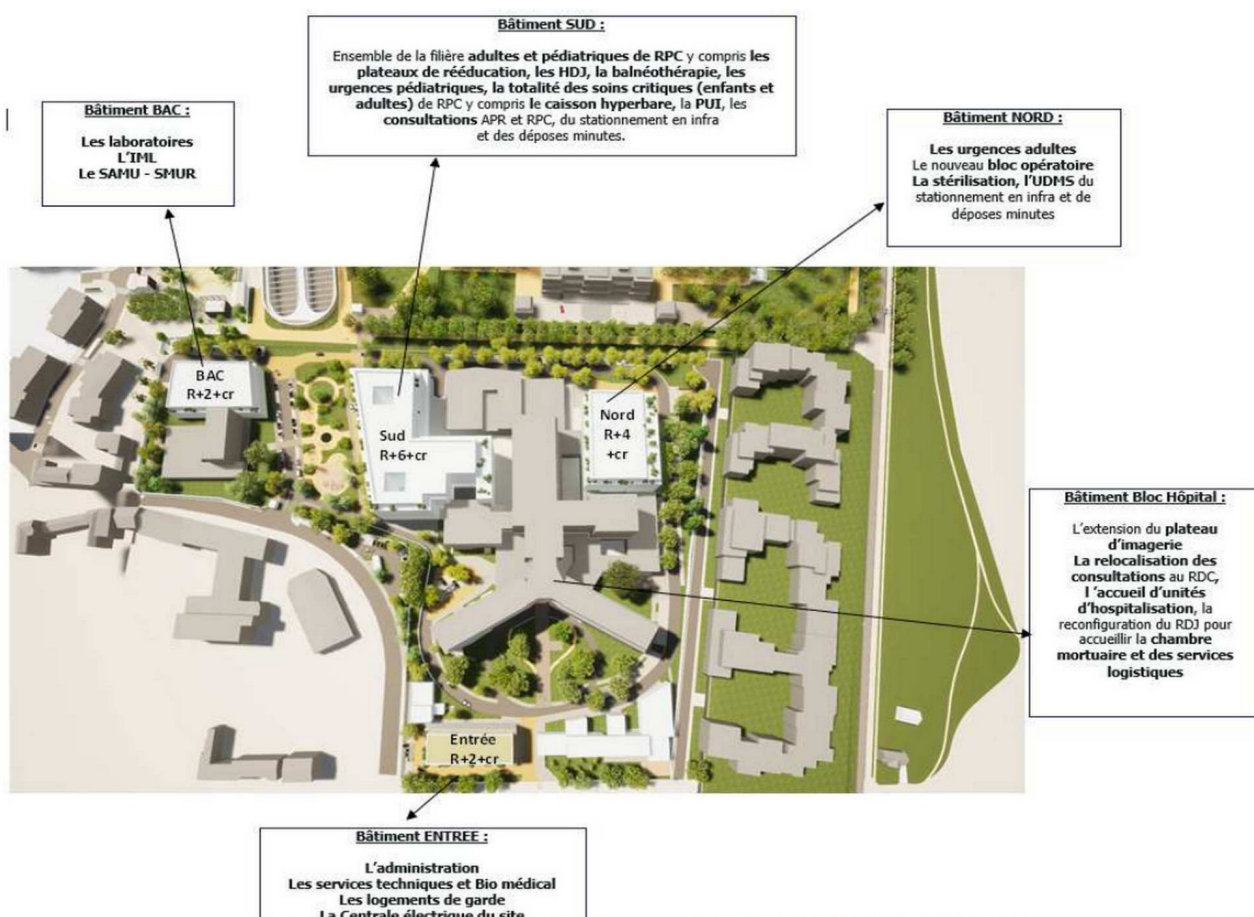 Bâtiment SUD :
Ensemble de la filière adultes et pédiatriques de RPC y compris les
plateaux de rééducation, les HDJ, la balnéothérapie, les
urgences pédiatriques, la totalité des soins critiques (enfants et
adultes) de RPC y compris le caisson hyperbare, la PUI, les
consultations APR et RPC, du stationnement en infra
et des déposes minutes.
Bâtiment BAC :
Les laboratoires
L'IML
Le SAMU - SMUR
Bâtiment NORD :
Les urgences adultes
Le nouveau bloc opératoire
La stérilisation, l'UDMS du
stationnement en infra et de
déposes minutes
BAC
R+2+cr
Sud
R+6+cr
Nord
R+4
+cr
Bâtiment Bloc Hôpital :
L'extension du plateau
d'imagerie
La relocalisation des
consultations au RDC,
l 'accueil d'unités
d'hospitalisation, la
reconfiguration du RDJ pour
accueillir la chambre
mortuaire et des services
logistiques
Entrée
R+2+cr
Bâtiment ENTREE :
L'administration
Les services techniques et Bio médical
Les logements de garde
La Centrale électrique du site